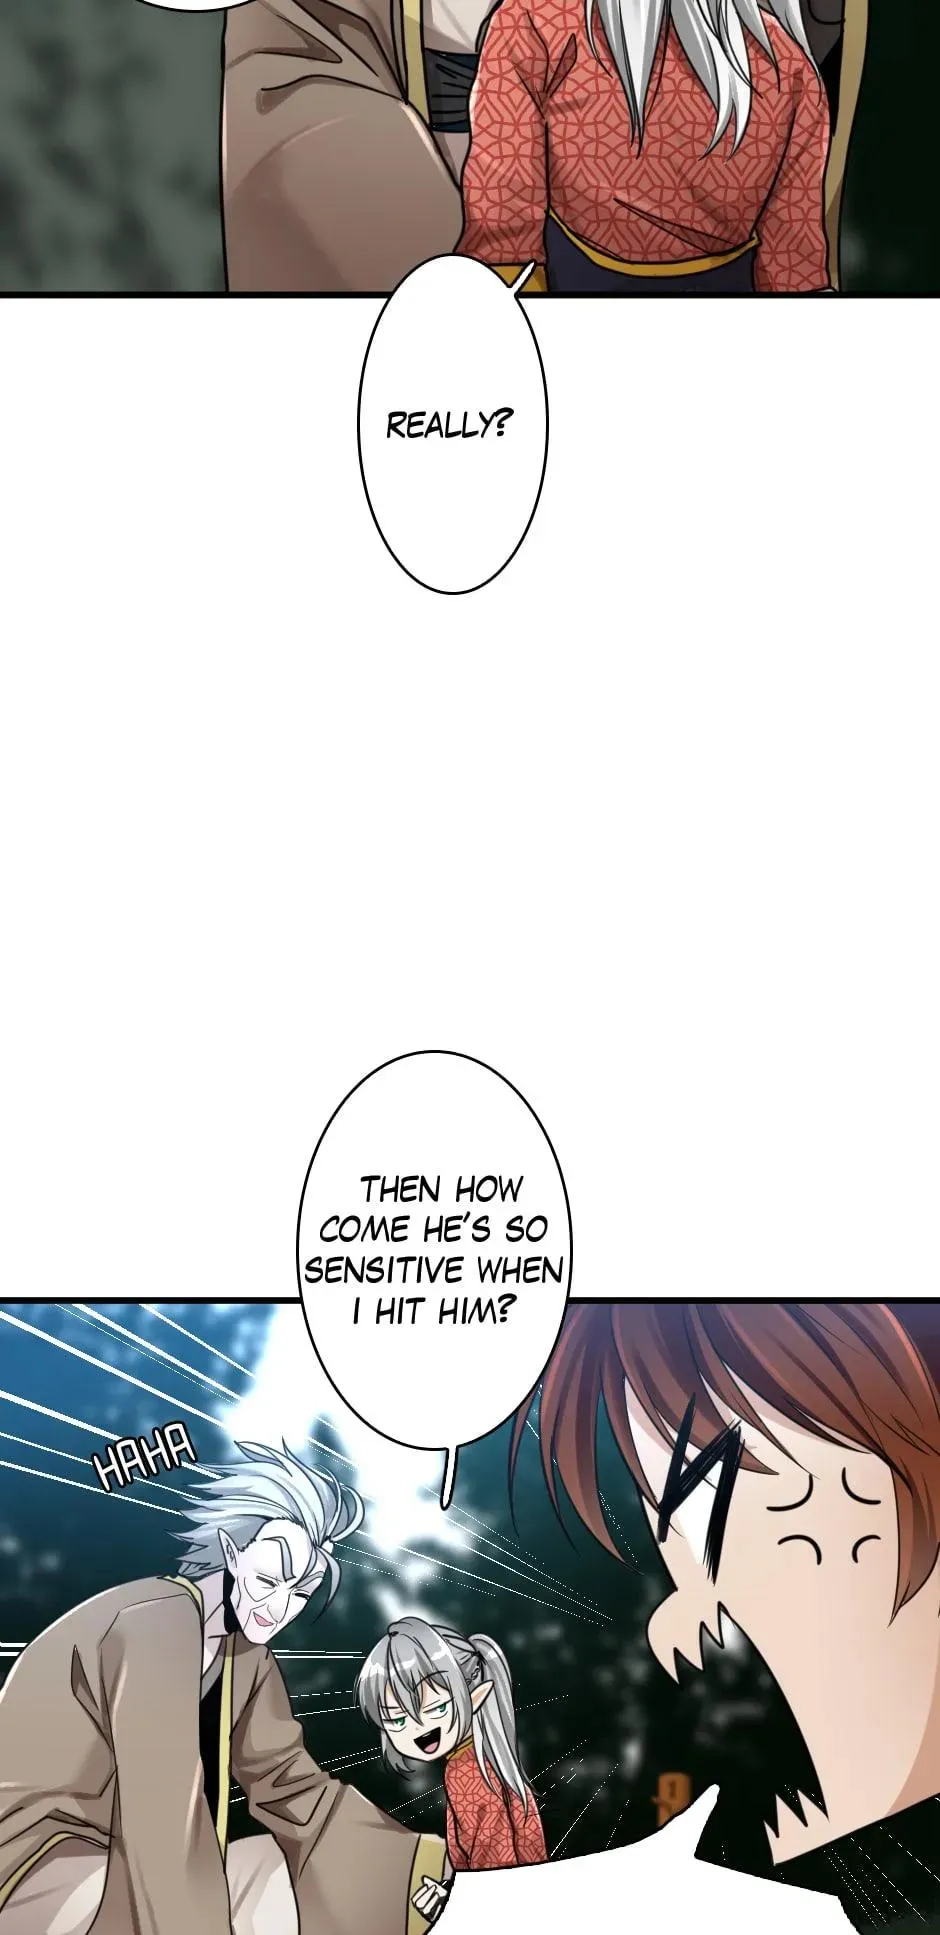 REALLY?
THEN HOW
COME HE'S SO
SENSITIVE WHEN
I HIT HIM?
HAHA